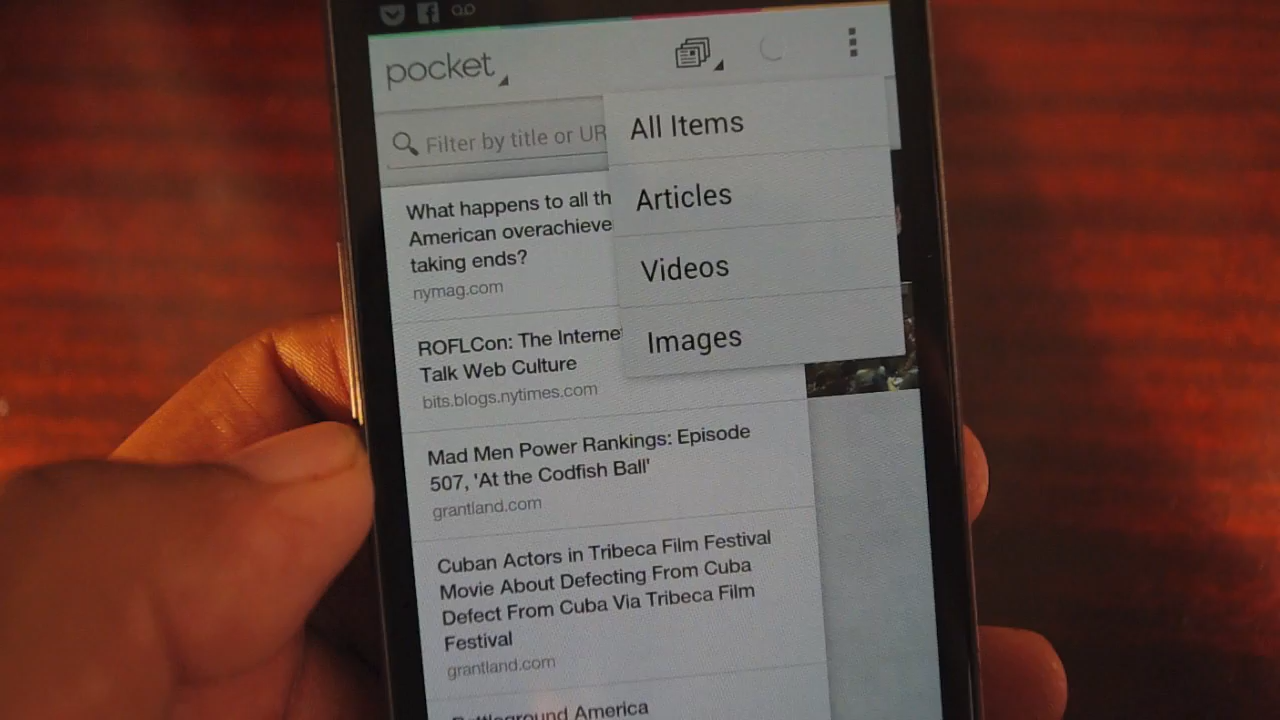 pocket
Filter by title or UR
All Items
Articles
Videos
Images
What happens to all th
American overachieve
taking ends?
nymag.com
ROFLCon: The Interne
Talk Web Culture
bits.blogs.nytimes.com
Mad Men Power Rankings: Episode
507, 'At the Codfish Ball'
grantland.com
Cuban Actors in Tribeca Film Festival
Movie About Defecting From Cuba
Defect From Cuba Via Tribeca Film
Festival
grantland.com
Battleground America